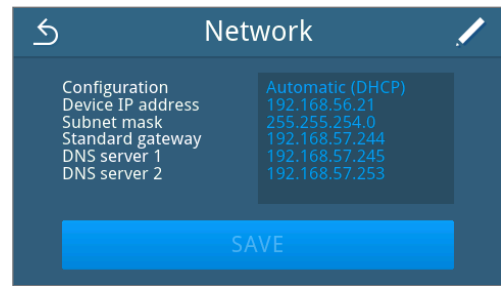 Network
Configuration Automatic (DHCP)
Device IP address 192.168.56.21
Subnet mask 255.255.254.0
Standard gateway 192.168.57.244
DNS server 1 192.168.57.245
DNS server 2 192.168.57.253
SAVE